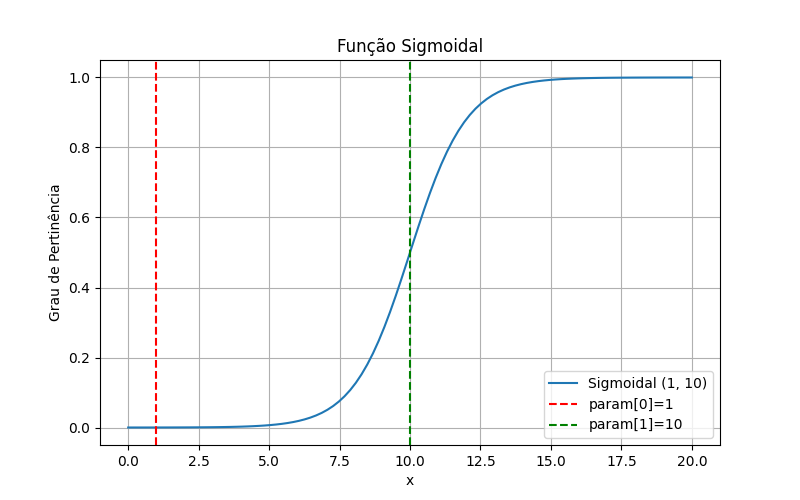 Função Sigmoidal
Grau de Pertinência
1.0
0.8
0.6
0.4
0.2
0.0
Sigmoidal (1, 10)
param[0]=1
param[1]=10
0.0 2.5 5.0 7.5 10.0 12.5 15.0 17.5 20.0
x